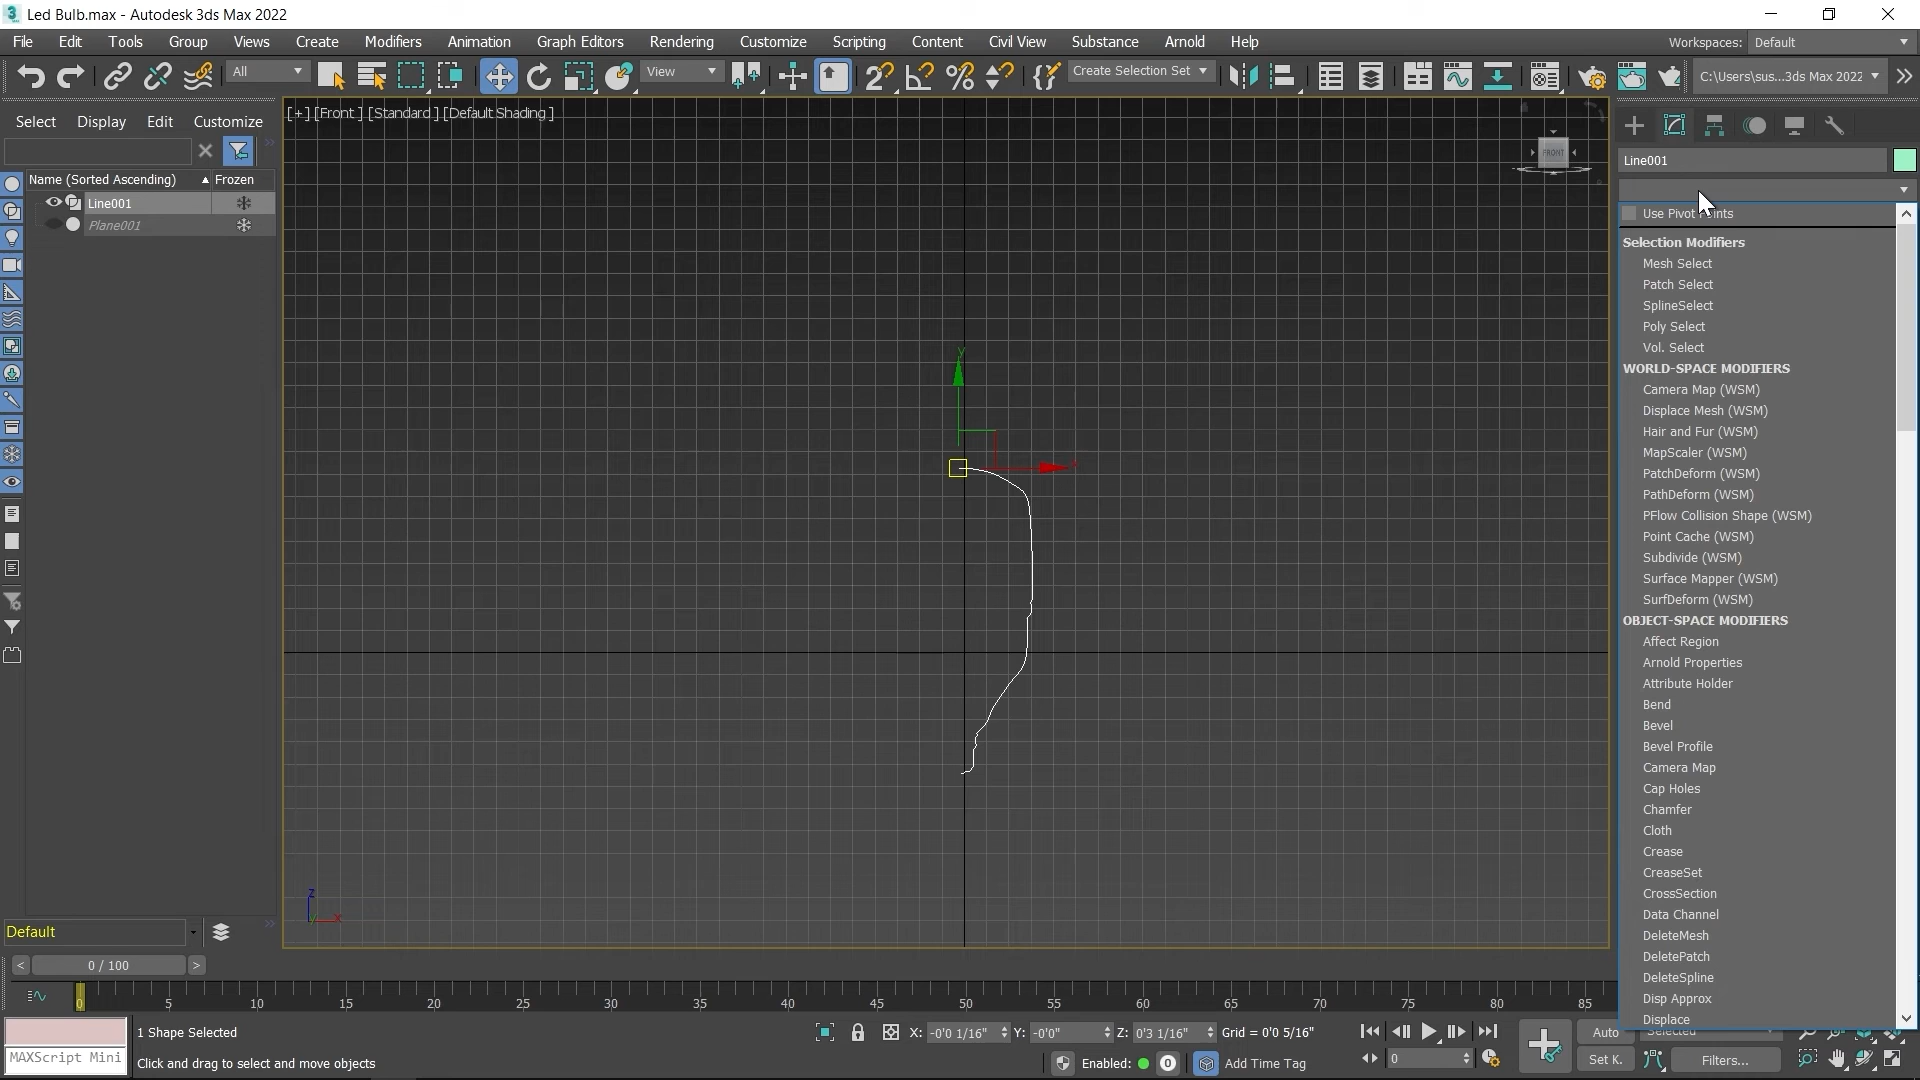 Led Bulb.max - Autodesk 3ds Max 2022
File Edit Tools Group Views Create Modifiers Animation Graph Editors Rendering Customize Scripting Content Civil View Substance Arnold Help Workspaces: Default
All View Create Selection Set C:\Users\sus...3ds Max 2022
Select Display Edit Customize
[+] [Front ] [Standard ] [Default Shading ]
Name (Sorted Ascending) Frozen
Line001
Plane001
FRONT
y
x
z
x
Line001
Use Pivot Points
Selection Modifiers
Mesh Select
Patch Select
SplineSelect
Poly Select
Vol. Select
WORLD-SPACE MODIFIERS
Camera Map (WSM)
Displace Mesh (WSM)
Hair and Fur (WSM)
MapScaler (WSM)
PatchDeform (WSM)
PathDeform (WSM)
PFlow Collision Shape (WSM)
Point Cache (WSM)
Subdivide (WSM)
Surface Mapper (WSM)
SurfDeform (WSM)
OBJECT-SPACE MODIFIERS
Affect Region
Arnold Properties
Attribute Holder
Bend
Bevel
Bevel Profile
Camera Map
Cap Holes
Chamfer
Cloth
Crease
CreaseSet
CrossSection
Data Channel
DeleteMesh
DeletePatch
DeleteSpline
Disp Approx
Displace
Default
< 0 / 100 >
0 5 10 15 20 25 30 35 40 45 50 55 60 65 70 75 80 85
1 Shape Selected X: -0'0 1/16" Y: -0'0" Z: 0'3 1/16" Grid = 0'0 5/16" Auto Selected
MAXScript Mini Click and drag to select and move objects Enabled: 0 Add Time Tag 0 Set K. Filters...